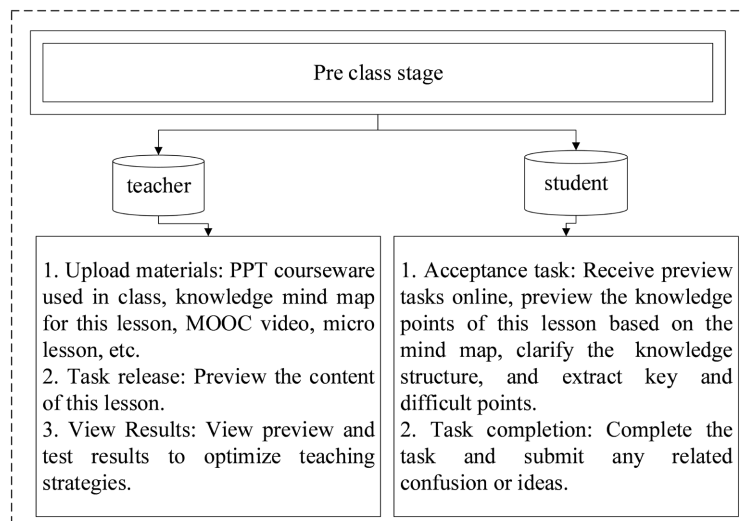 Pre class stage
teacher
student
1. Upload materials: PPT courseware
used in class, knowledge mind map
for this lesson, MOOC video, micro
lesson, etc.
2. Task release: Preview the content
of this lesson.
3. View Results: View preview and
test results to optimize teaching
strategies.
1. Acceptance task: Receive preview
tasks online, preview the knowledge
points of this lesson based on the
mind map, clarify the knowledge
structure, and extract key and
difficult points.
2. Task completion: Complete the
task and submit any related
confusion or ideas.